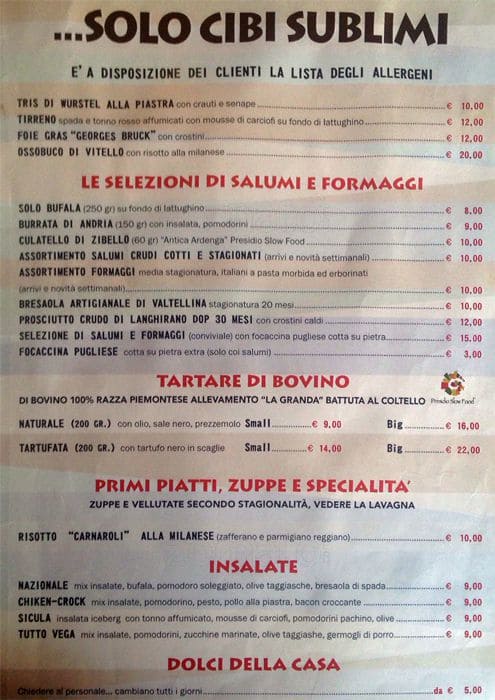 ...SOLO CIBI SUBLIMI
E' A DISPOSIZIONE DEI CLIENTI LA LISTA DEGLI ALLERGENI
TRIS DI WURSTEL ALLA PIASTRA con crauti e senape € 10,00
TIRRENO spada e tonno rosso affumicati con mousse di carciofi su fondo di lattughino € 12,00
FOIE GRAS "GEORGES BRUCK" con crostini € 12,00
OSSOBUCO DI VITELLO con risotto alla milanese € 20,00
LE SELEZIONI DI SALUMI E FORMAGGI
SOLO BUFALA (250 gr) su fondo di lattughino € 8,00
BURRATA DI ANDRIA (150 gr) con insalata, pomodorini € 9,00
CULATELLO DI ZIBELLO (60 gr) "Antica Ardenga" Presidio Slow Food € 10,00
ASSORTIMENTO SALUMI CRUDI COTTI E STAGIONATI (arrivi e novità settimanali) € 10,00
ASSORTIMENTO FORMAGGI media stagionatura, italiani a pasta morbida ed erborinati
(arrivi e novità settimanali) € 10,00
BRESAOLA ARTIGIANALE DI VALTELLINA stagionatura 20 mesi € 10,00
PROSCIUTTO CRUDO DI LANGHIRANO DOP 30 MESI con crostini caldi € 12,00
SELEZIONE DI SALUMI E FORMAGGI (conviviale) con focaccina pugliese cotta su pietra € 15,00
FOCACCINA PUGLIESE cotta su pietra extra (solo coi salumi) € 3,00
TARTARE DI BOVINO
DI BOVINO 100% RAZZA PIEMONTESE ALLEVAMENTO "LA GRANDA" BATTUTA AL COLTELLO Presidio Slow Food
NATURALE (200 GR.) con olio, sale nero, prezzemolo Small € 9,00 Big € 16,00
TARTUFATA (200 GR.) con tartufo nero in scaglie Small € 14,00 Big € 22,00
PRIMI PIATTI, ZUPPE E SPECIALITA'
ZUPPE E VELLUTATE SECONDO STAGIONALITÀ, VEDERE LA LAVAGNA
RISOTTO "CARNAROLI" ALLA MILANESE (zafferano e parmigiano reggiano) € 10,00
INSALATE
NAZIONALE mix insalate, bufala, pomodoro soleggiato, olive taggiasche, bresaola di spada € 9,00
CHIKEN-CROCK mix insalate, pomodorino, pesto, pollo alla piastra, bacon croccante € 9,00
SICULA insalata iceberg con tonno affumicato, mousse di carciofi, pomodorini pachino, olive € 9,00
TUTTO VEGA mix insalate, pomodorini, zucchine marinate, olive taggiashe, germogli di porro € 9,00
DOLCI DELLA CASA
Chiedere al personale... cambiano tutti i giorni da € 5,00